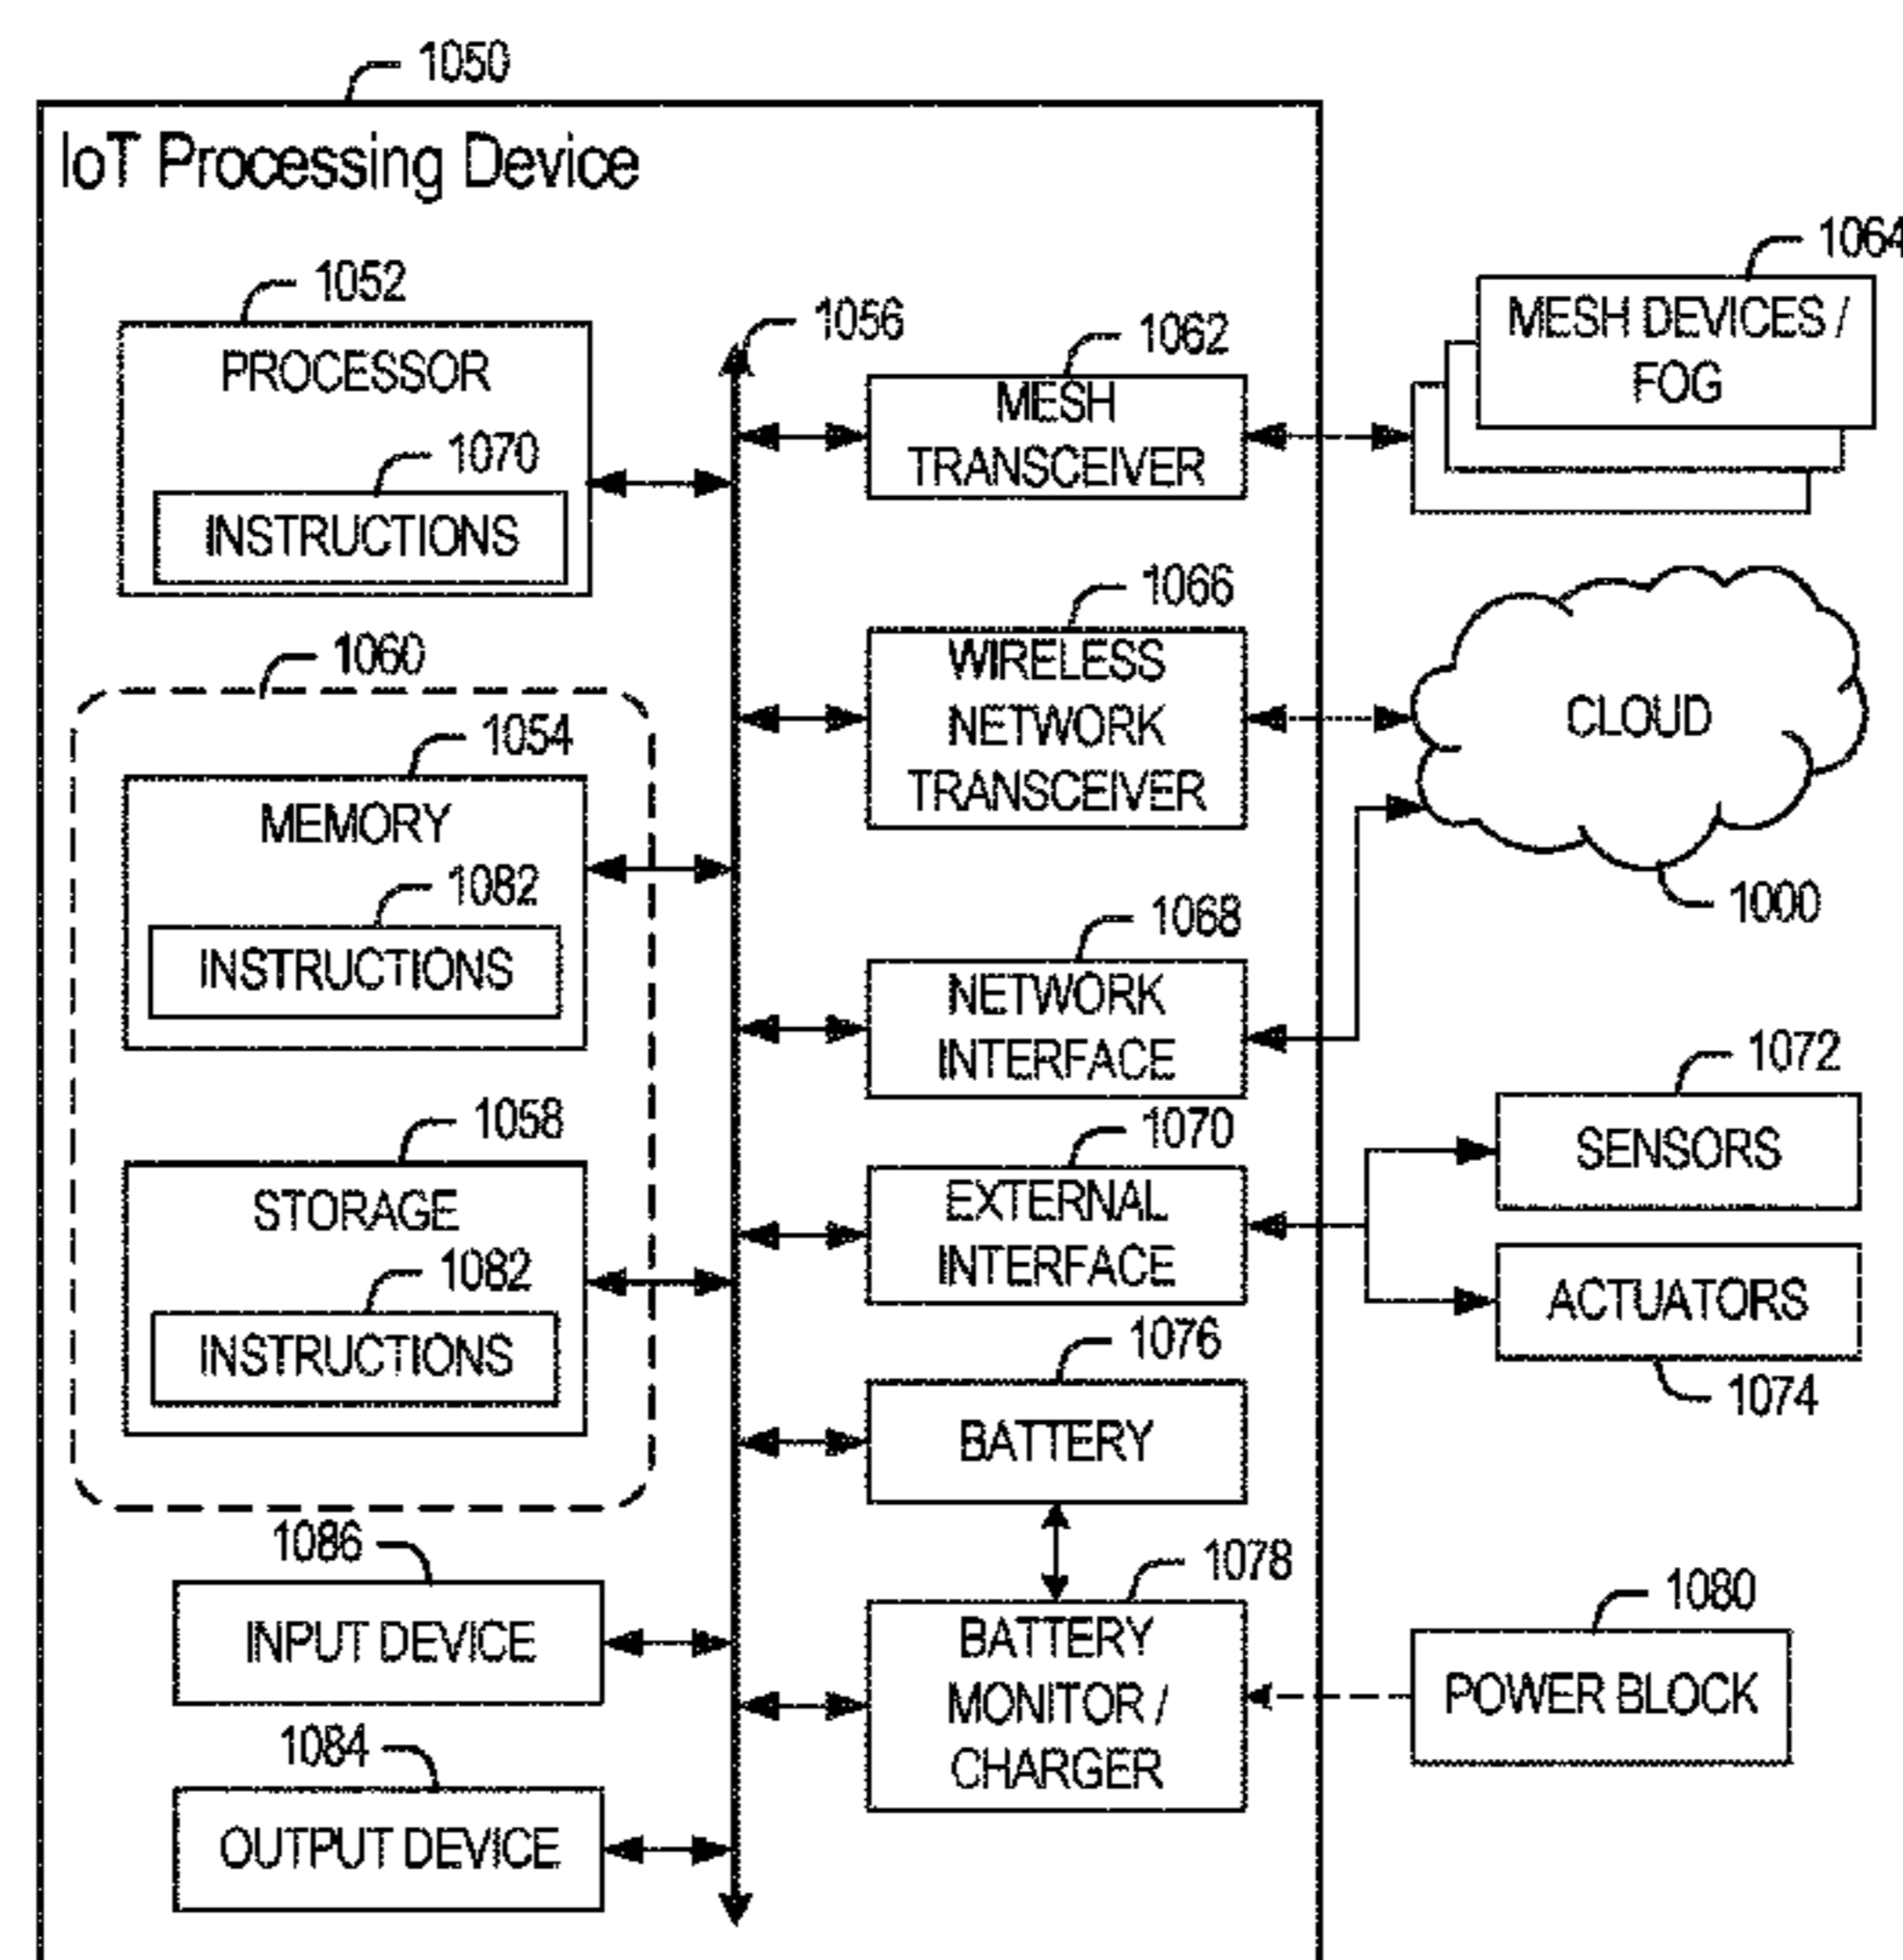 1050
IoT Processing Device
1052
PROCESSOR
1070
INSTRUCTIONS
1060
1054
MEMORY
1082
INSTRUCTIONS
1058
STORAGE
1082
INSTRUCTIONS
1086
INPUT DEVICE
1084
OUTPUT DEVICE
1056
1062
MESH
TRANSCEIVER
1066
WIRELESS
NETWORK
TRANSCEIVER
1068
NETWORK
INTERFACE
1070
EXTERNAL
INTERFACE
1076
BATTERY
1078
BATTERY
MONITOR /
CHARGER
1064
MESH DEVICES /
FOG
CLOUD
1000
1072
SENSORS
ACTUATORS
1074
1080
POWER BLOCK